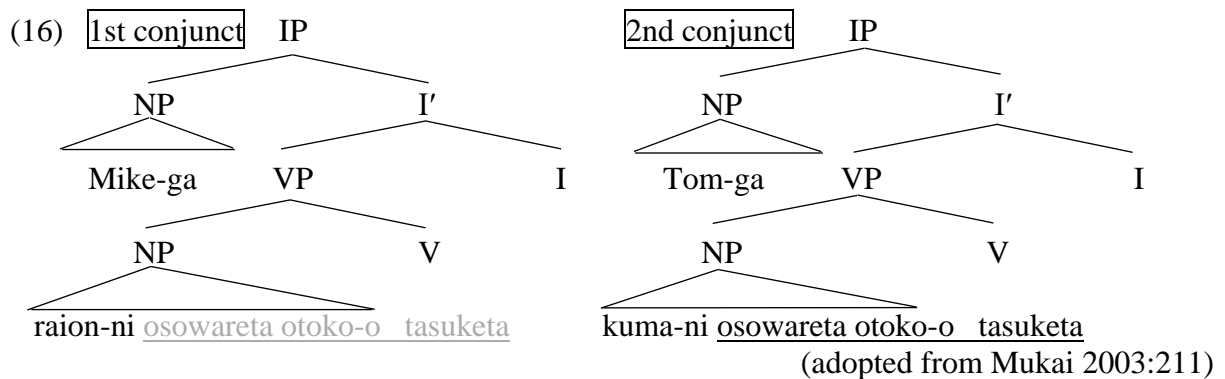 (16) 1st conjunct IP 2nd conjunct IP
NP I′ NP I′
Mike-ga VP I Tom-ga VP I
NP V NP V
raion-ni osowareta otoko-o tasuketa kuma-ni osowareta otoko-o tasuketa
(adopted from Mukai 2003:211)